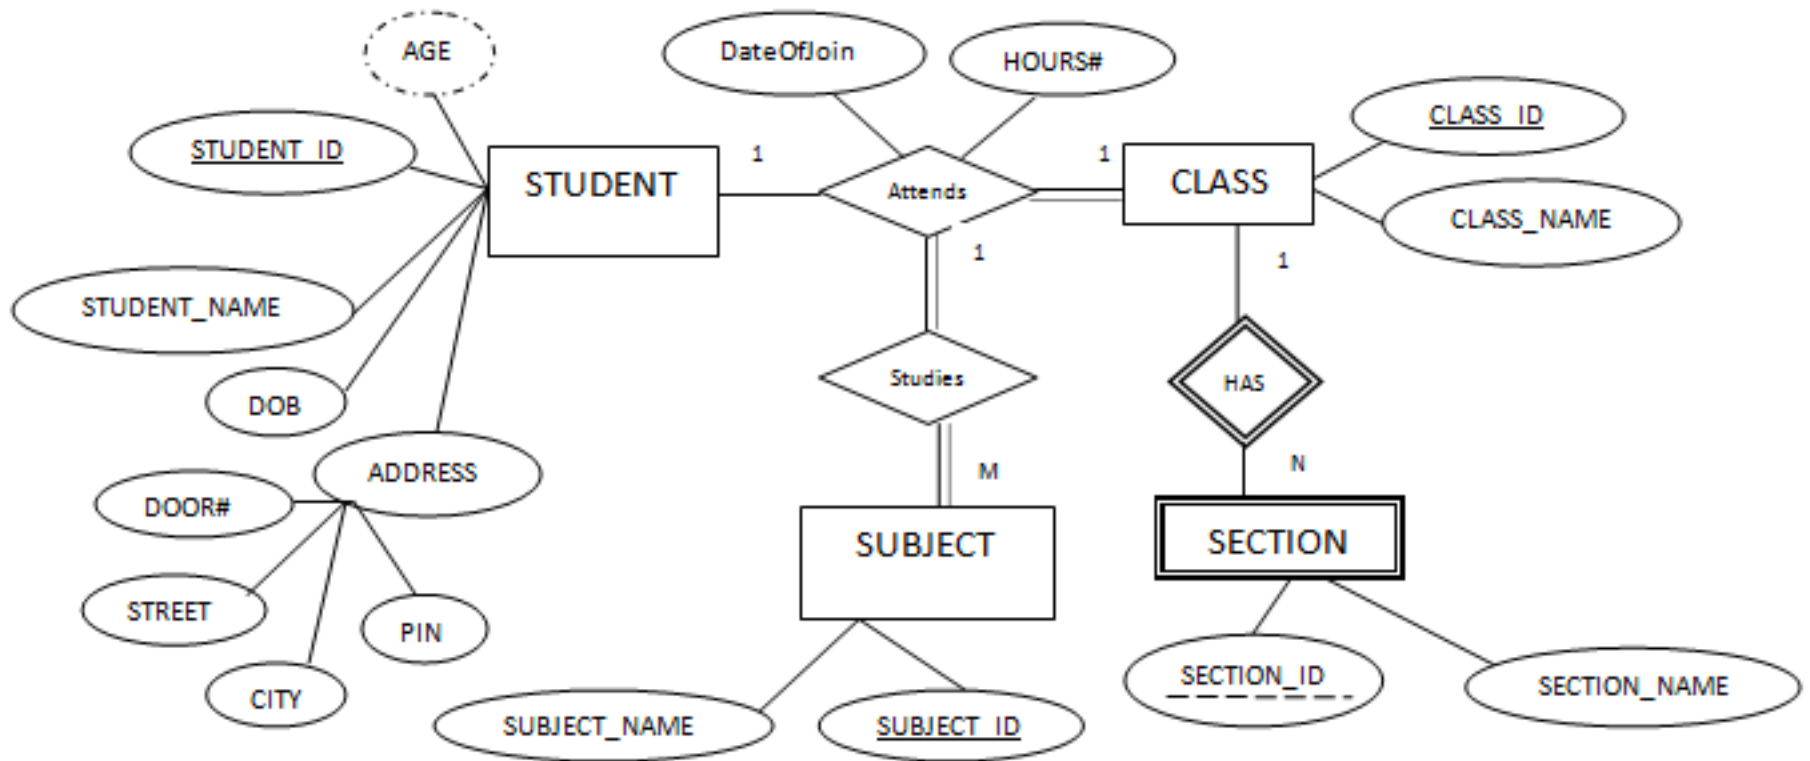 AGE
DateOfJoin
HOURS#
CLASS_ID
STUDENT_ID
STUDENT
1
Attends
1
CLASS
CLASS_NAME
1
1
STUDENT_NAME
DOB
Studies
HAS
ADDRESS
M
N
DOOR#
SUBJECT
SECTION
STREET
PIN
CITY
SECTION_ID
SECTION_NAME
SUBJECT_NAME
SUBJECT_ID